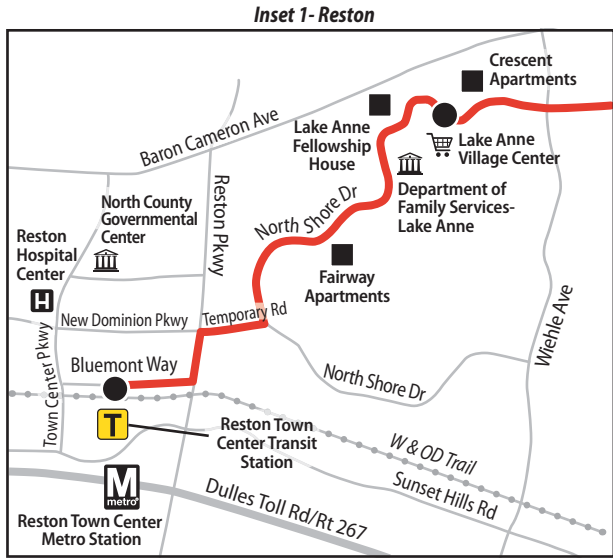 Inset 1- Reston
Crescent
Apartments
Baron Cameron Ave
Lake Anne
Fellowship
House
Lake Anne
Village Center
Department of
Family Services-
Lake Anne
North County
Governmental
Center
Reston Pkwy
North Shore Dr
Reston
Hospital
Center
H
Fairway
Apartments
Wiehle Ave
New Dominion Pkwy
Temporary Rd
Town Center Pkwy
Bluemont Way
North Shore Dr
T
Reston Town
Center Transit
Station
W & OD Trail
Sunset Hills Rd
M
metro
Dulles Toll Rd/Rt 267
Reston Town Center
Metro Station